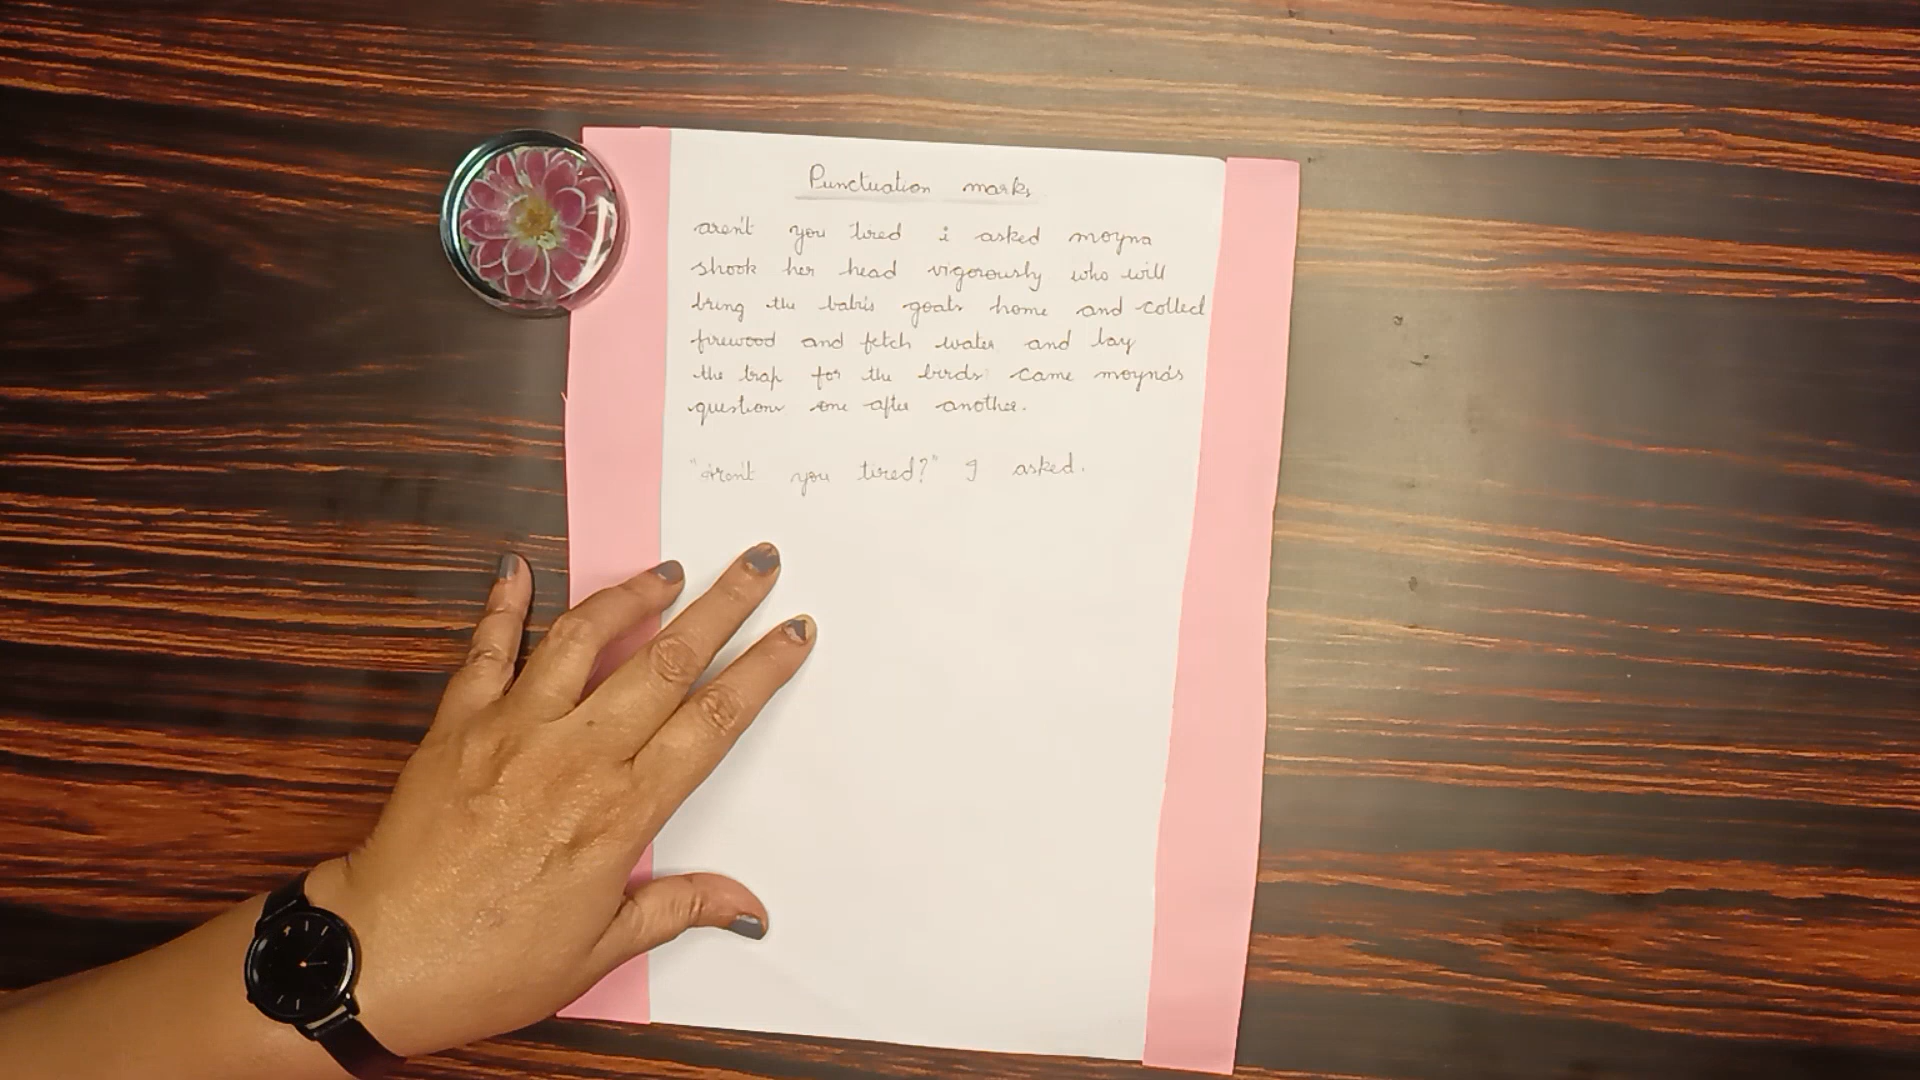 Punctuation marks
aren't you tired i asked moyna
shook her head vigorously who will
bring the babu's goats home and collect
firewood and fetch water and lay
the trap for the birds came moyna's
questions one after another.
"Aren't you tired?" I asked.